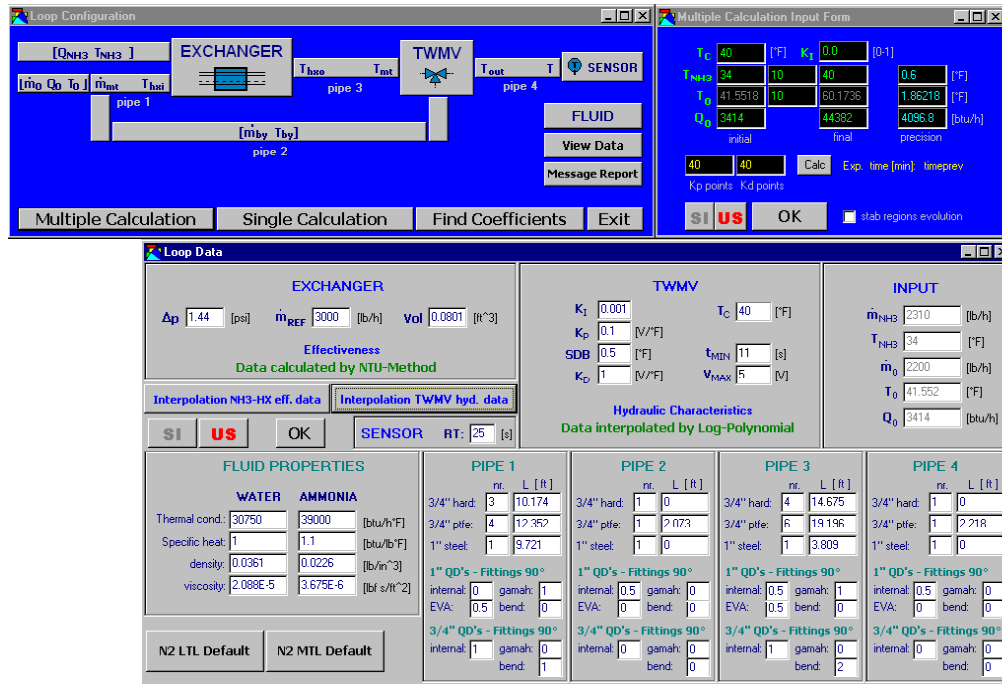 Loop Configuration
[QNH3 TNH3 ]
EXCHANGER
TWMV
SENSOR
[ṁ0 Q0 T0] ṁmt Thxi
Thxo Tmt
Tout T
pipe 1
pipe 3
pipe 4
[ṁby Tby]
pipe 2
FLUID
View Data
Message Report
Multiple Calculation Single Calculation Find Coefficients Exit
Multiple Calculation Input Form
TC 40 [°F] KI 0.0 [0-1]
TNH3 34 10 40 0.6 [°F]
T0 41.5518 10 60.1736 1.86218 [°F]
Q0 3414 44382 4096.8 [btu/h]
initial final precision
40 40 Calc Exp. time [min]: timeprev
Kp points Kd points
SI US OK stab regions evolution
Loop Data
EXCHANGER
Δp 1.44 [psi] ṁREF 3000 [lb/h] Vol 0.0801 [ft^3]
Effectiveness
Data calculated by NTU-Method
Interpolation NH3-HX eff. data Interpolation TWMV hyd. data
SI US OK SENSOR RT: 25 [s]
TWMV
KI 0.001 TC 40 [°F]
KP 0.1 [V/°F]
SDB 0.5 [°F] tMIN 11 [s]
KD 1 [V/°F] VMAX 5 [V]
Hydraulic Characteristics
Data interpolated by Log-Polynomial
INPUT
ṁNH3 2310 [lb/h]
TNH3 34 [°F]
ṁ0 2200 [lb/h]
T0 41.552 [°F]
Q0 3414 [btu/h]
FLUID PROPERTIES
WATER AMMONIA
Thermal cond.: 30750 39000 [btu/h°F]
Specific heat: 1 1.1 [btu/lb°F]
density: 0.0361 0.0226 [lb/in^3]
viscosity: 2.088E-5 3.675E-6 [lbf s/ft^2]
N2 LTL Default N2 MTL Default
PIPE 1
nr. L [ft]
3/4" hard: 3 10.174
3/4" ptfe: 4 12.352
1" steel: 1 9.721
1" QD's - Fittings 90°
internal: 0 gamah: 1
EVA: 0.5 bend: 0
3/4" QD's - Fittings 90°
internal: 1 gamah: 0
bend: 1
PIPE 2
nr. L [ft]
3/4" hard: 1 0
3/4" ptfe: 1 2.073
1" steel: 1 0
1" QD's - Fittings 90°
internal: 0.5 gamah: 0
EVA: 0 bend: 0
3/4" QD's - Fittings 90°
internal: 0 gamah: 0
bend: 0
PIPE 3
nr. L [ft]
3/4" hard: 4 14.675
3/4" ptfe: 6 19.196
1" steel: 1 3.809
1" QD's - Fittings 90°
internal: 0.5 gamah: 0
EVA: 0.5 bend: 0
3/4" QD's - Fittings 90°
internal: 1 gamah: 0
bend: 2
PIPE 4
nr. L [ft]
3/4" hard: 1 0
3/4" ptfe: 1 2.218
1" steel: 1 0
1" QD's - Fittings 90°
internal: 0.5 gamah: 0
EVA: 0 bend: 0
3/4" QD's - Fittings 90°
internal: 0 gamah: 0
bend: 0